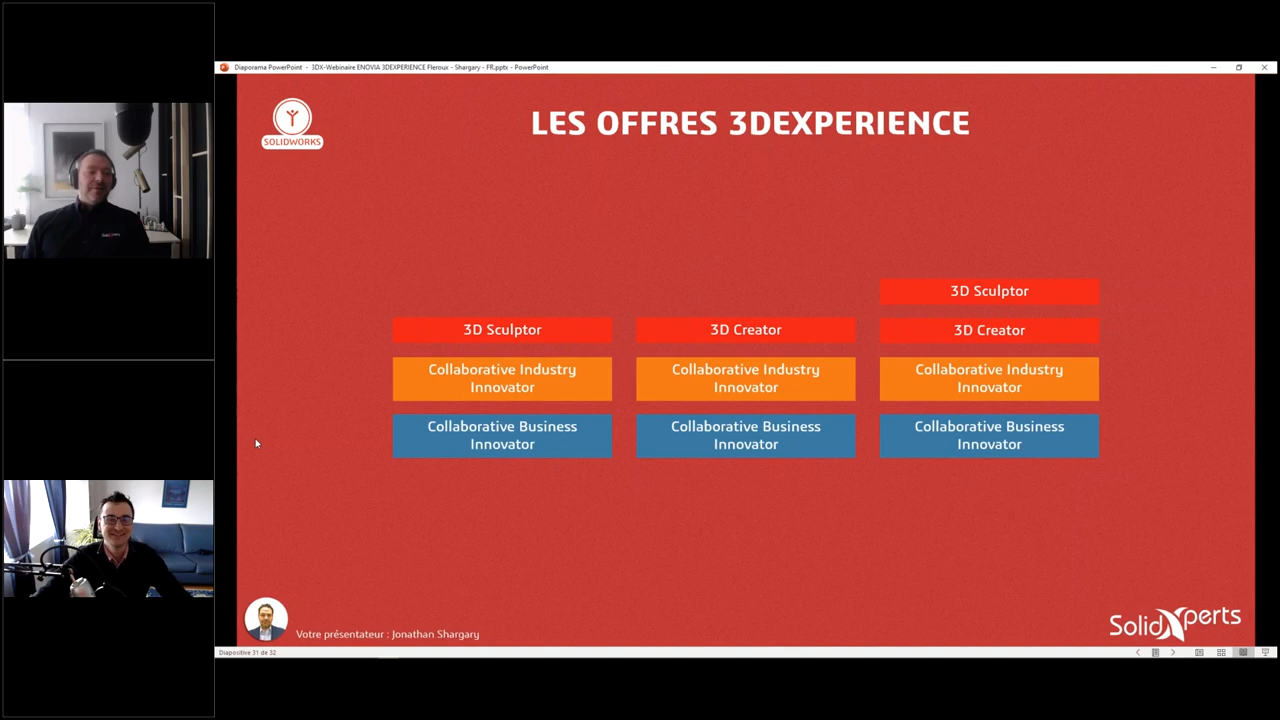 Diaporama PowerPoint - 3DX-Webinaire ENOVIA 3DEXPERIENCE Fleroux - Shargary - FR.pptx - PowerPoint
SOLIDWORKS
LES OFFRES 3DEXPERIENCE
3D Sculptor
3D Sculptor
3D Creator
3D Creator
Collaborative Industry
Innovator
Collaborative Industry
Innovator
Collaborative Industry
Innovator
Collaborative Business
Innovator
Collaborative Business
Innovator
Collaborative Business
Innovator
Votre présentateur : Jonathan Shargary
SolidXperts
Diapositive 31 de 32